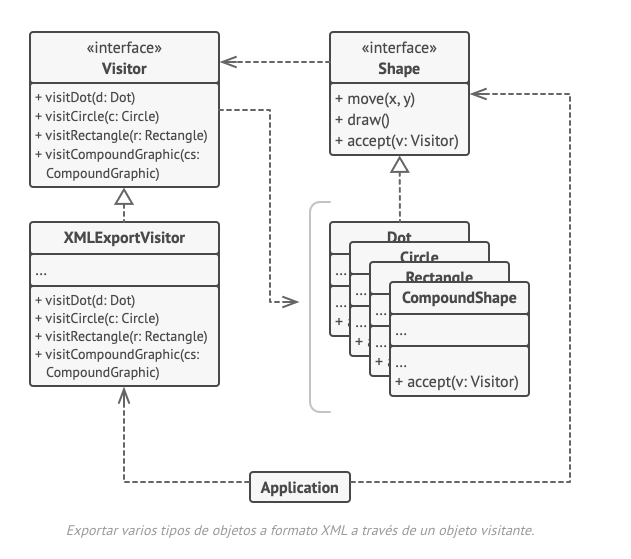 «interface»
Visitor
+ visitDot(d: Dot)
+ visitCircle(c: Circle)
+ visitRectangle(r: Rectangle)
+ visitCompoundGraphic(cs:
CompoundGraphic)
«interface»
Shape
+ move(x, y)
+ draw()
+ accept(v: Visitor)
XMLExportVisitor
...
+ visitDot(d: Dot)
+ visitCircle(c: Circle)
+ visitRectangle(r: Rectangle)
+ visitCompoundGraphic(cs:
CompoundGraphic)
Dot
...
...
+ a
Circle
...
...
+ a
Rectangle
...
...
+ a
CompoundShape
...
...
+ accept(v: Visitor)
Application
Exportar varios tipos de objetos a formato XML a través de un objeto visitante.